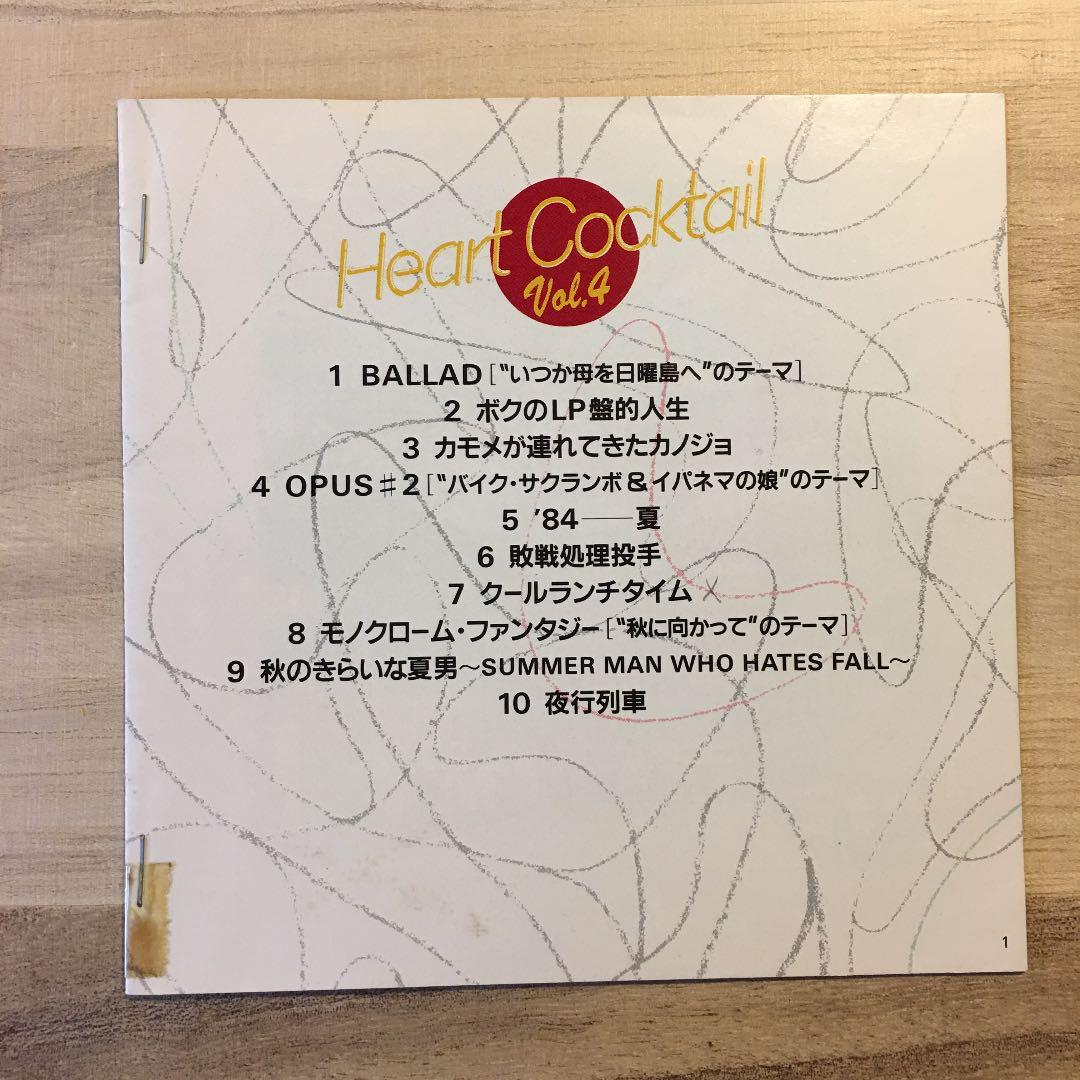 Heart Cocktail
Vol.4
1 BALLAD［“いつか母を日曜島へ”のテーマ］
2 ボクのLP盤的人生
3 カモメが連れてきたカノジョ
4 OPUS♯2［“バイク・サクランボ&イパネマの娘”のテーマ］
5 ’84——夏
6 敗戦処理投手
7 クールランチタイム
8 モノクローム・ファンタジー［“秋に向かって”のテーマ］
9 秋のきらいな夏男〜SUMMER MAN WHO HATES FALL〜
10 夜行列車
1